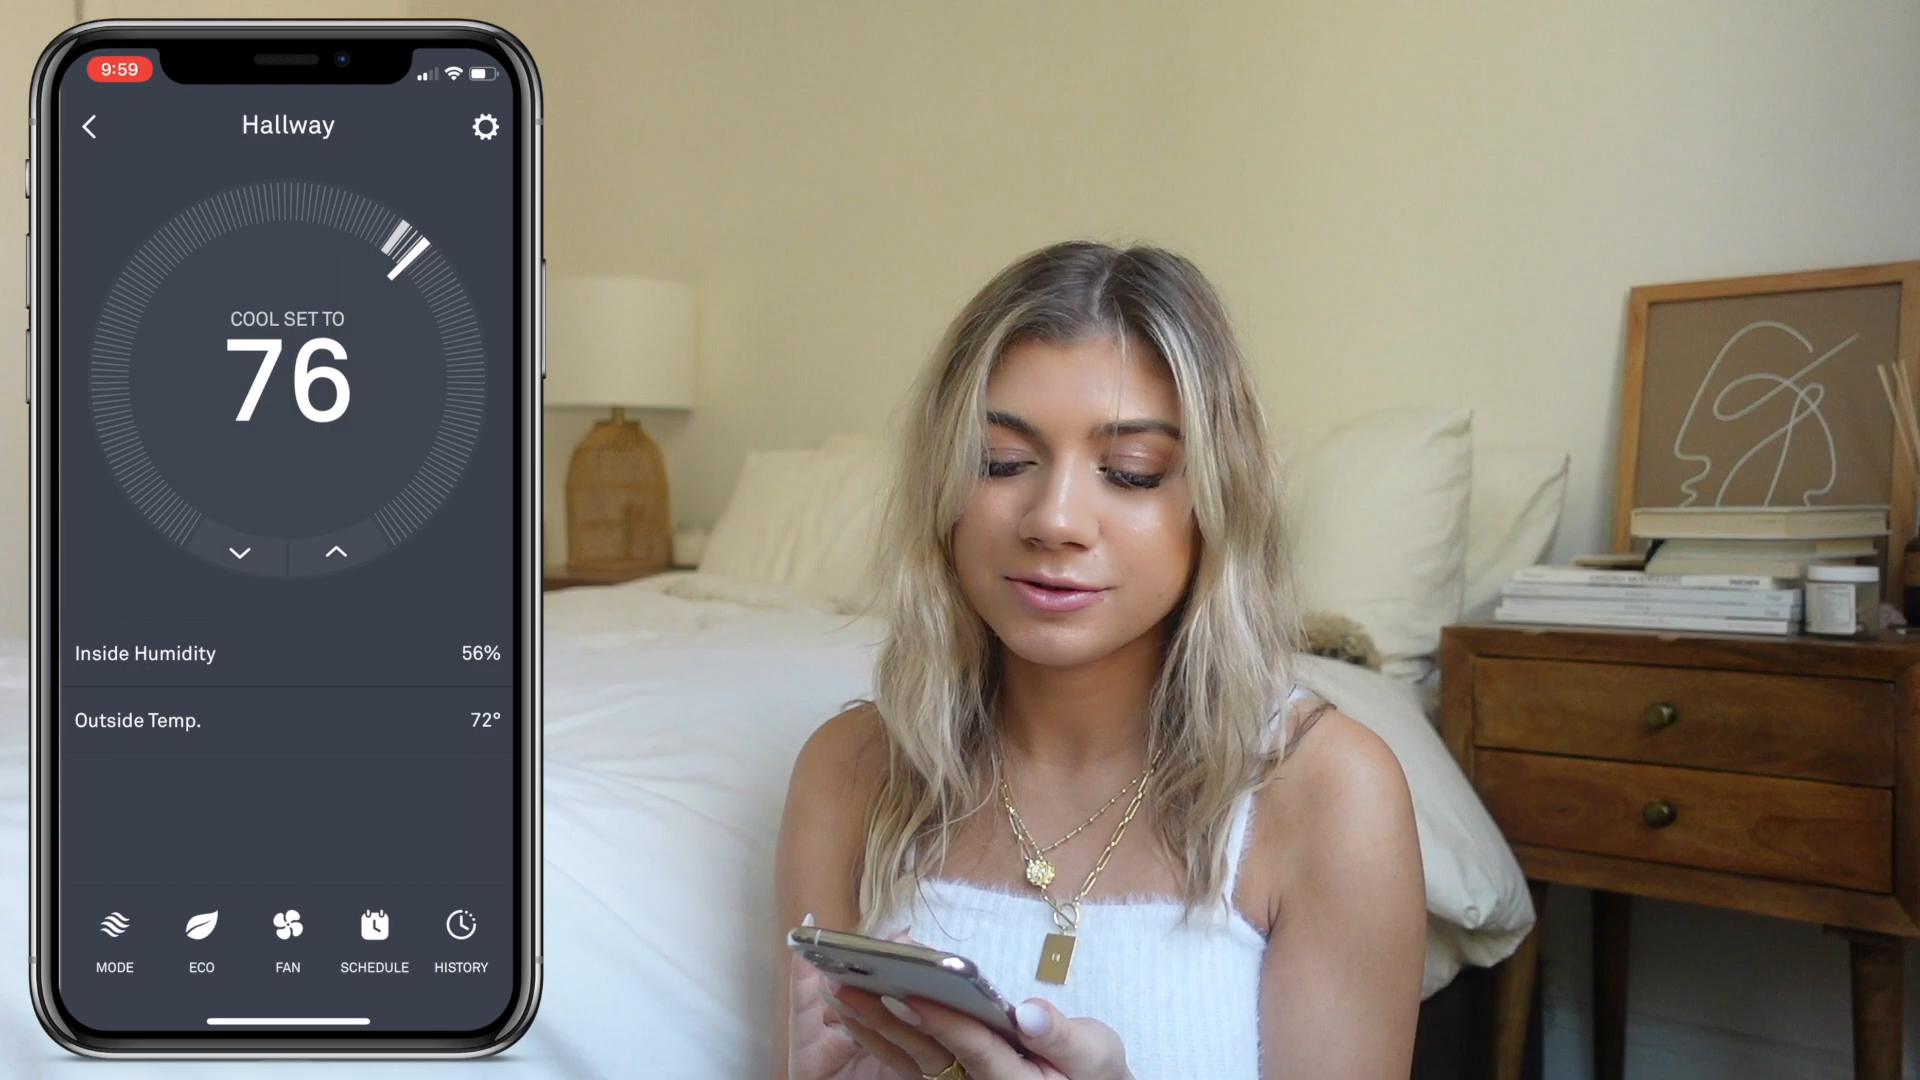 9:59
Hallway
COOL SET TO
76
Inside Humidity 56%
Outside Temp. 72°
MODE ECO FAN SCHEDULE HISTORY